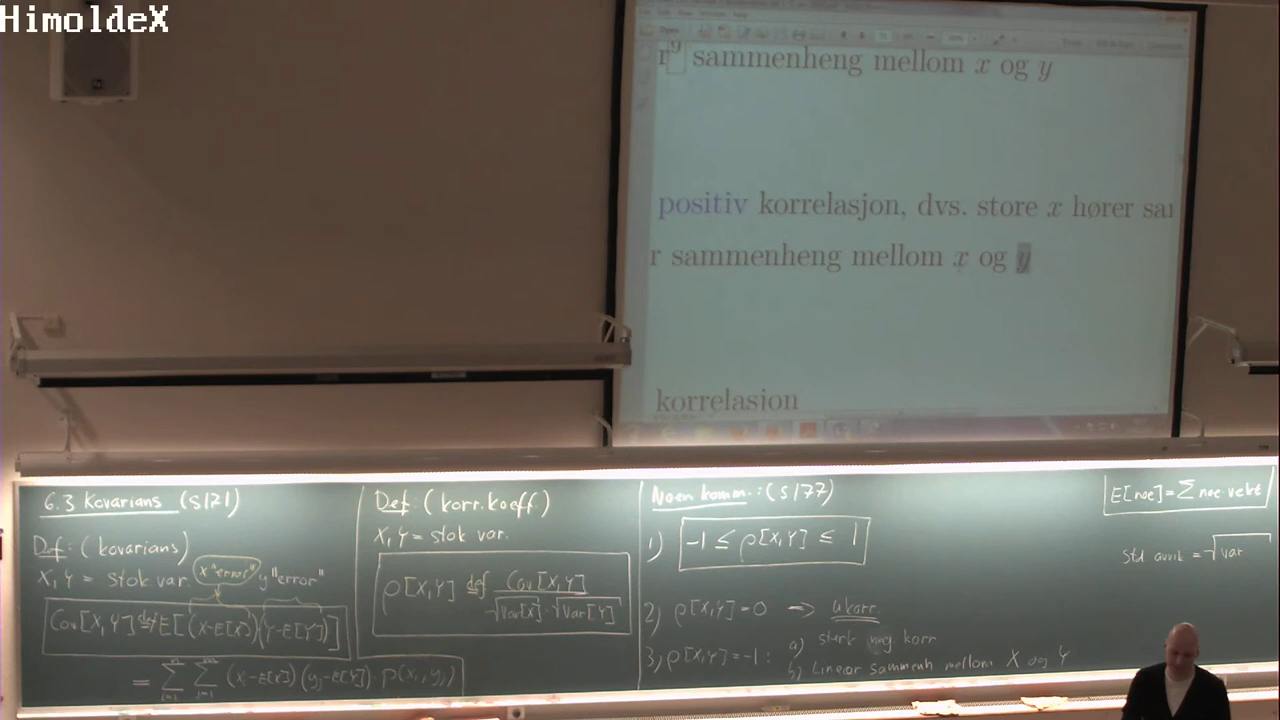 HimoldeX
r sammenheng mellom x og y
positiv korrelasjon, dvs. store x hører
r sammenheng mellom x og y
korrelasjon
6.3 Kovarians (s 171)
Def: (kovarians)
X, Y = stok var.
x "error" y "error"
Cov[X,Y] def= E[(X-E[X])(Y-E[Y])]
= Σ Σ (xi-E[X])(yj-E[Y]) · P(xi, yj)
Def: (korr. koeff.)
X, Y = stok var.
ρ[X,Y] def= Cov[X,Y] / √Var[X] · √Var[Y]
Noen komm.: (s 177)
1) -1 ≤ ρ[X,Y] ≤ 1
2) ρ[X,Y]=0 → ukorr.
3) ρ[X,Y]=-1: a) sterk neg korr
b) Lineær sammenh mellom X og Y
E[noe] = Σ noe · vekt
std avvik = √var